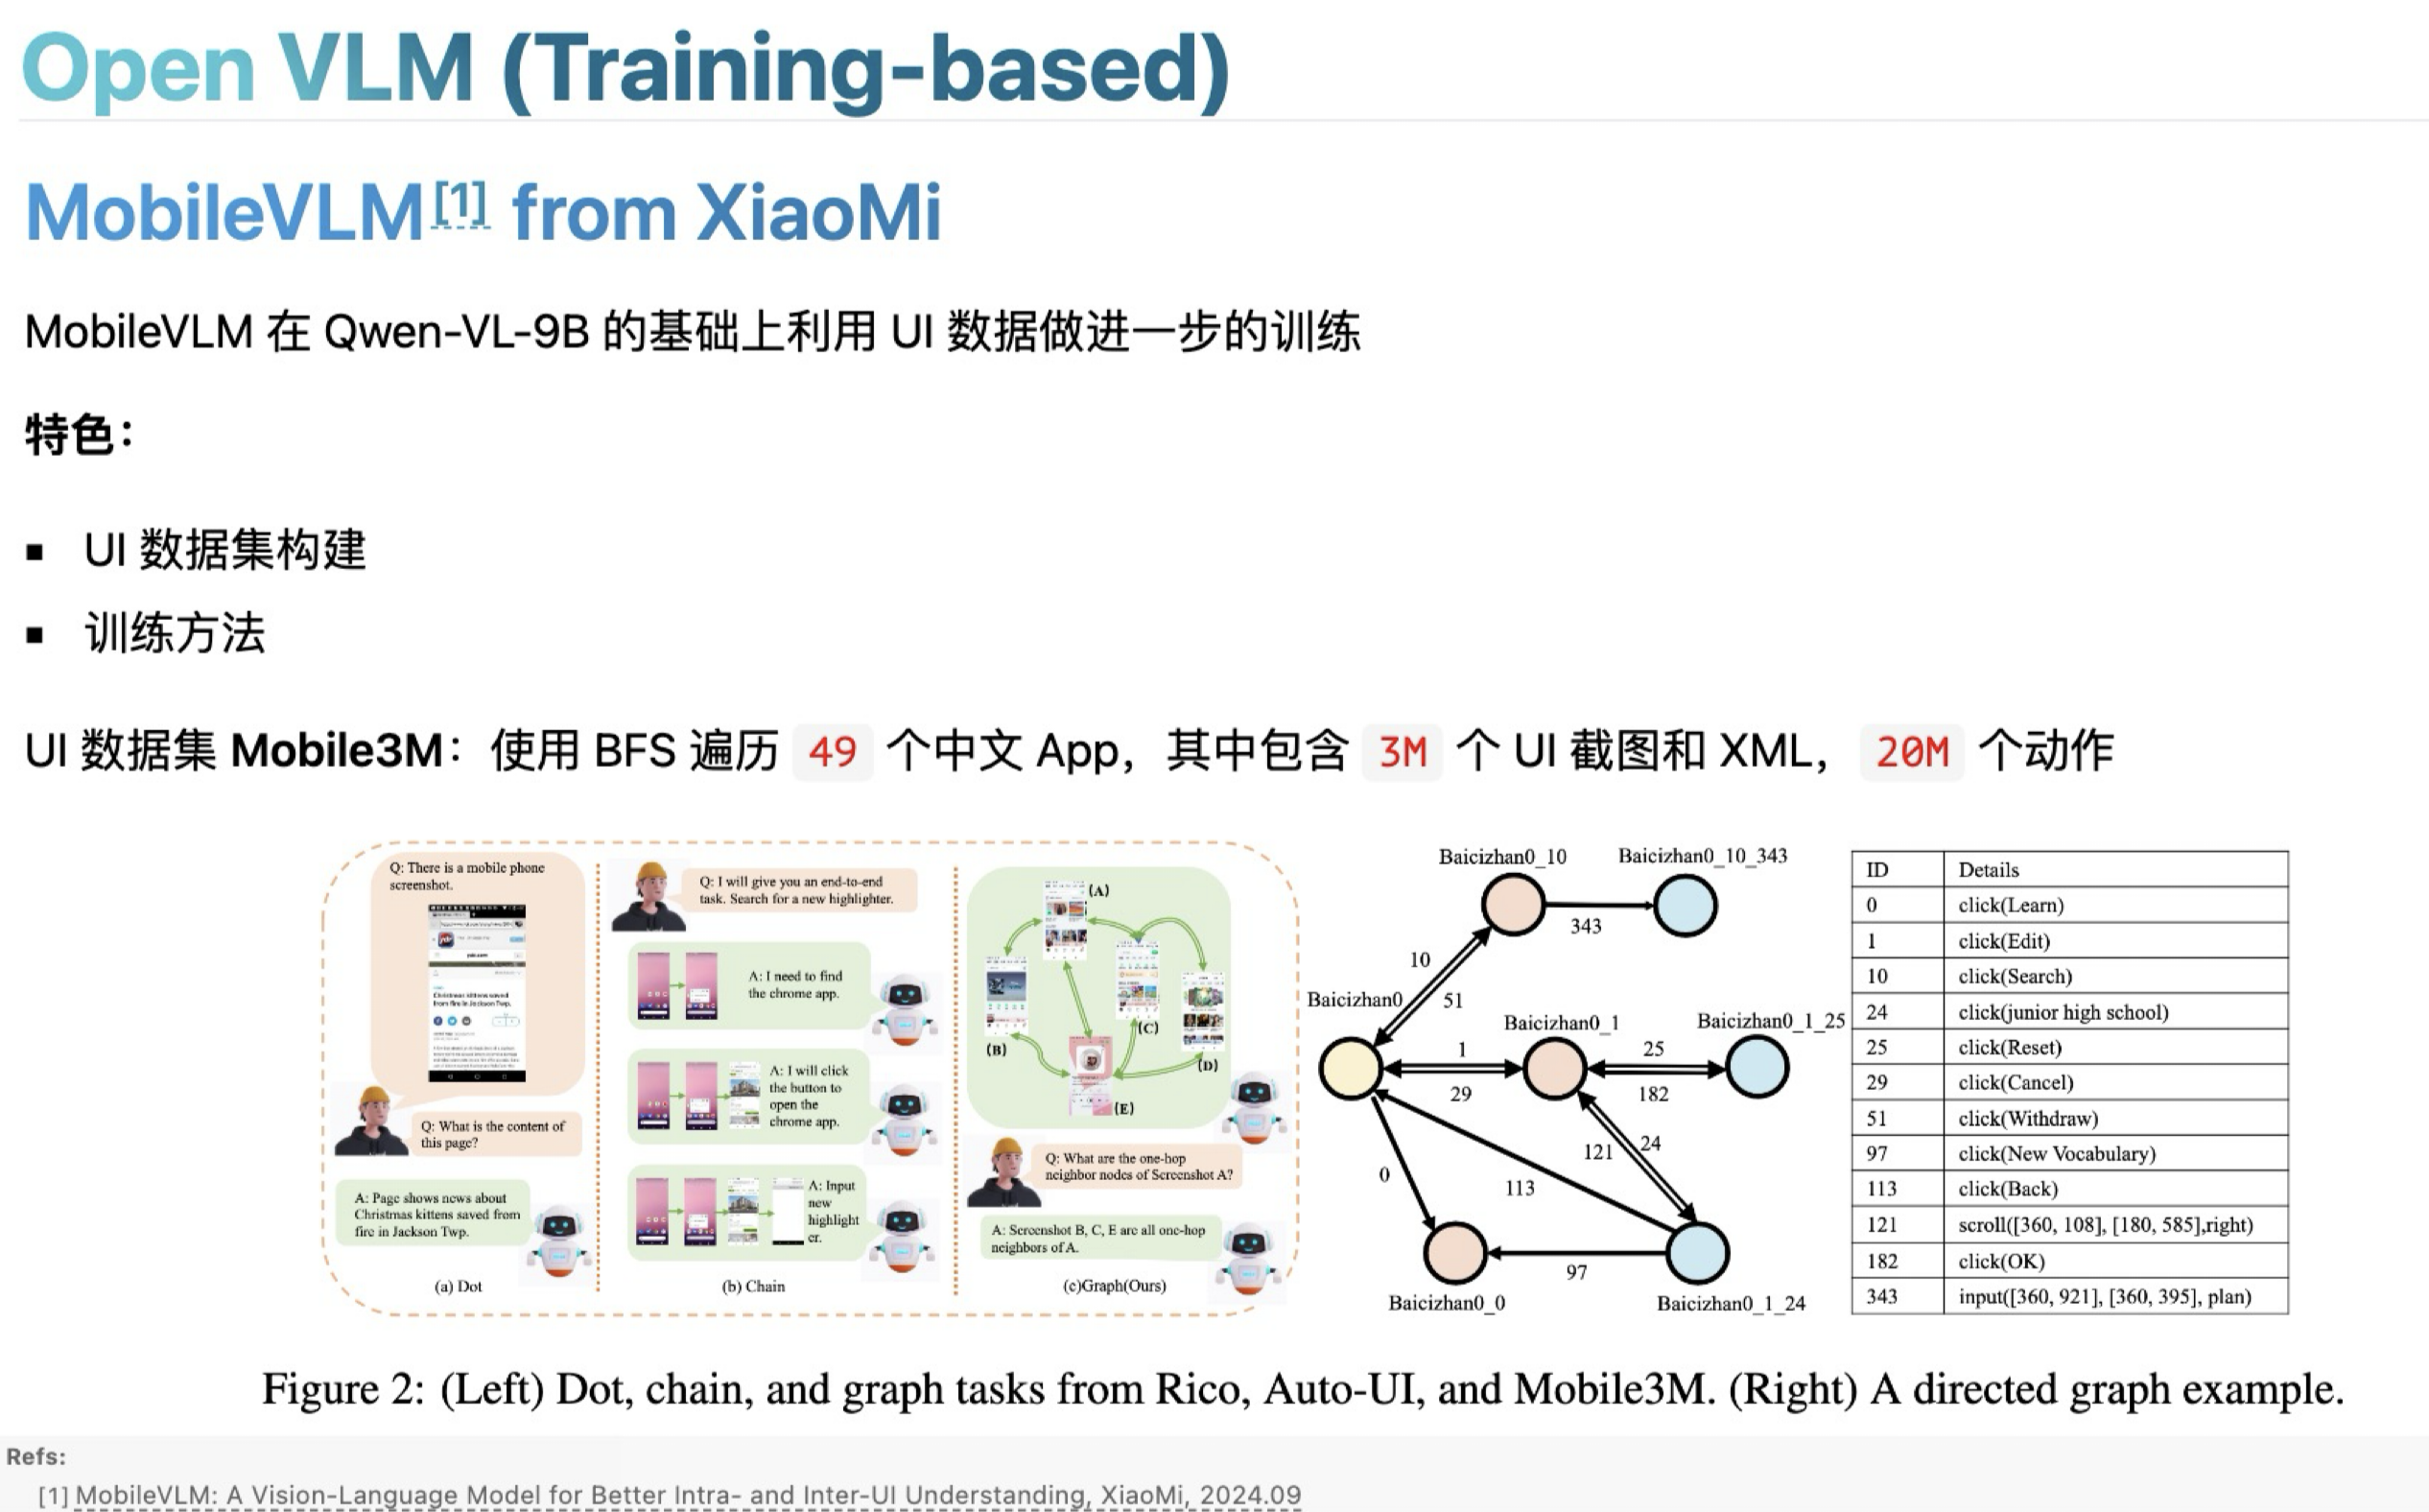 Open VLM (Training-based)
MobileVLM[1] from XiaoMi
MobileVLM 在 Qwen-VL-9B 的基础上利用 UI 数据做进一步的训练
特色：
▪ UI 数据集构建
▪ 训练方法
UI 数据集 Mobile3M：使用 BFS 遍历 49 个中文 App，其中包含 3M 个 UI 截图和 XML， 20M 个动作
Q: There is a mobile phone
screenshot.
Christmas kittens saved
from fire in Jackson Twp.
Q: What is the content of
this page?
A: Page shows news about
Christmas kittens saved from
fire in Jackson Twp.
(a) Dot
Q: I will give you an end-to-end
task. Search for a new highlighter.
A: I need to find
the chrome app.
A: I will click
the button to
open the
chrome app.
A: Input
new
highlight
er.
(b) Chain
(A)
(B)
(C)
(D)
(E)
Q: What are the one-hop
neighbor nodes of Screenshot A?
A: Screenshot B, C, E are all one-hop
neighbors of A.
(c)Graph(Ours)
Baicizhan0_10
Baicizhan0_10_343
343
10
51
Baicizhan0
Baicizhan0_1
Baicizhan0_1_25
1
29
25
182
121
24
0
113
97
Baicizhan0_0
Baicizhan0_1_24
ID Details
0 click(Learn)
1 click(Edit)
10 click(Search)
24 click(junior high school)
25 click(Reset)
29 click(Cancel)
51 click(Withdraw)
97 click(New Vocabulary)
113 click(Back)
121 scroll([360, 108], [180, 585],right)
182 click(OK)
343 input([360, 921], [360, 395], plan)
Figure 2: (Left) Dot, chain, and graph tasks from Rico, Auto-UI, and Mobile3M. (Right) A directed graph example.
Refs:
[1] MobileVLM: A Vision-Language Model for Better Intra- and Inter-UI Understanding, XiaoMi, 2024.09